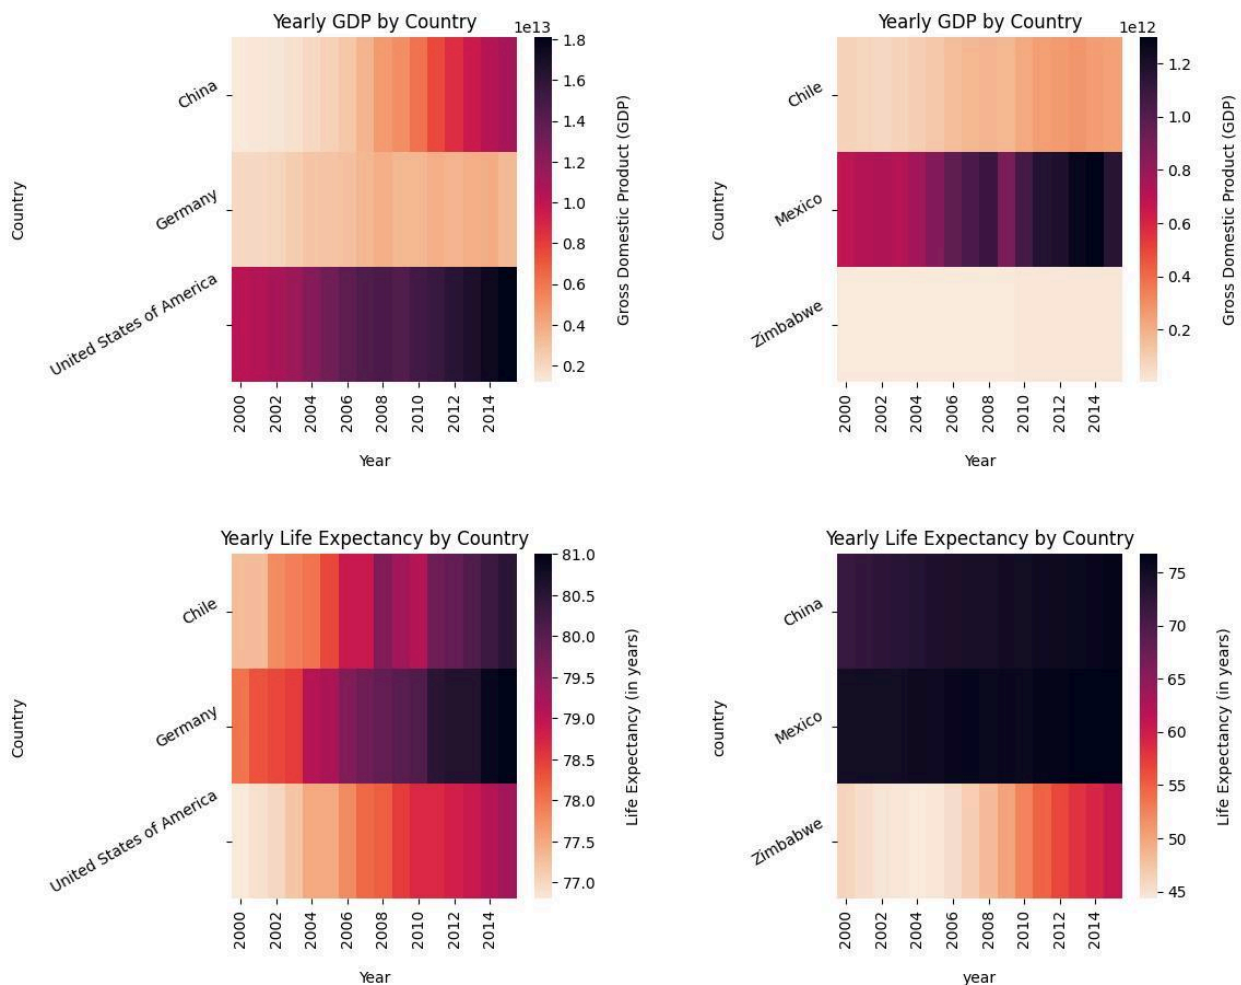 Yearly GDP by Country
1e13
China
Germany
United States of America
Country
2000
2002
2004
2006
2008
2010
2012
2014
Year
1.8
1.6
1.4
1.2
1.0
0.8
0.6
0.4
0.2
Gross Domestic Product (GDP)
Yearly GDP by Country
1e12
Chile
Mexico
Zimbabwe
Country
2000
2002
2004
2006
2008
2010
2012
2014
Year
1.2
1.0
0.8
0.6
0.4
0.2
Gross Domestic Product (GDP)
Yearly Life Expectancy by Country
Chile
Germany
United States of America
Country
2000
2002
2004
2006
2008
2010
2012
2014
Year
81.0
80.5
80.0
79.5
79.0
78.5
78.0
77.5
77.0
Life Expectancy (in years)
Yearly Life Expectancy by Country
China
Mexico
Zimbabwe
country
2000
2002
2004
2006
2008
2010
2012
2014
year
75
70
65
60
55
50
45
Life Expectancy (in years)